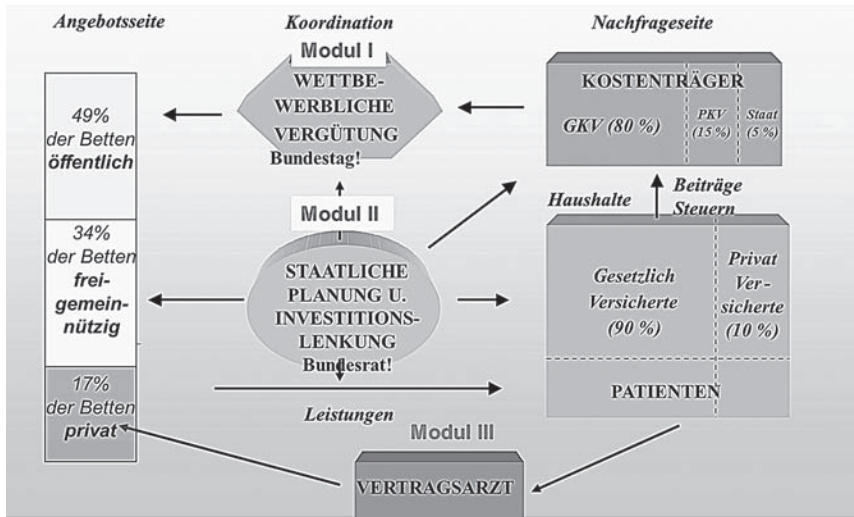 Angebotsseite
Koordination
Nachfrageseite
49%
der Betten
öffentlich
34%
der Betten
frei-
gemein-
nützig
17%
der Betten
privat
Modul I
WETTBE-
WERBLICHE
VERGÜTUNG
Bundestag!
Modul II
STAATLICHE
PLANUNG U.
INVESTITIONS-
LENKUNG
Bundesrat!
Leistungen
KOSTENTRÄGER
GKV (80 %)
PKV
(15 %)
Staat
(5 %)
Haushalte
Beiträge
Steuern
Gesetzlich
Versicherte
(90 %)
Privat
Ver-
sicherte
(10 %)
PATIENTEN
Modul III
VERTRAGSARZT